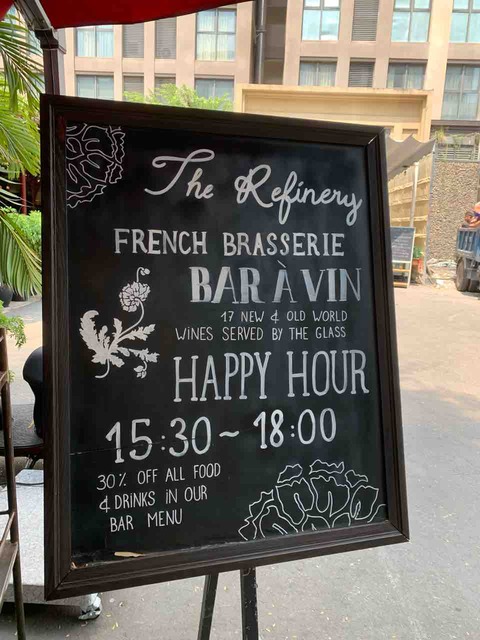 The Refinery
FRENCH BRASSERIE
BAR À VIN
17 NEW & OLD WORLD
WINES SERVED BY THE GLASS
HAPPY HOUR
15:30~ 18:00
30% OFF ALL FOOD
& DRINKS IN OUR
BAR MENU